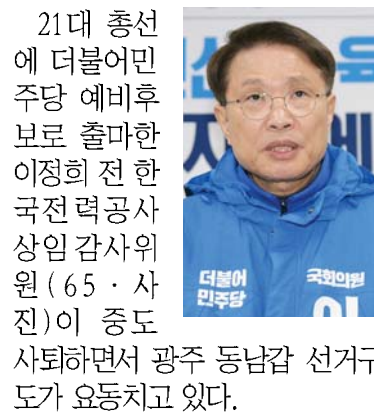 21대 총선
에 더불어민
주당 예비후
보로 출마한
이정희 전 한
국전력공사
상임 감사위
원(65·사
진)이 중도
사퇴하면서 광주 동남갑 선거구
도가 요동치고 있다.
더불어
민주당
국회의원